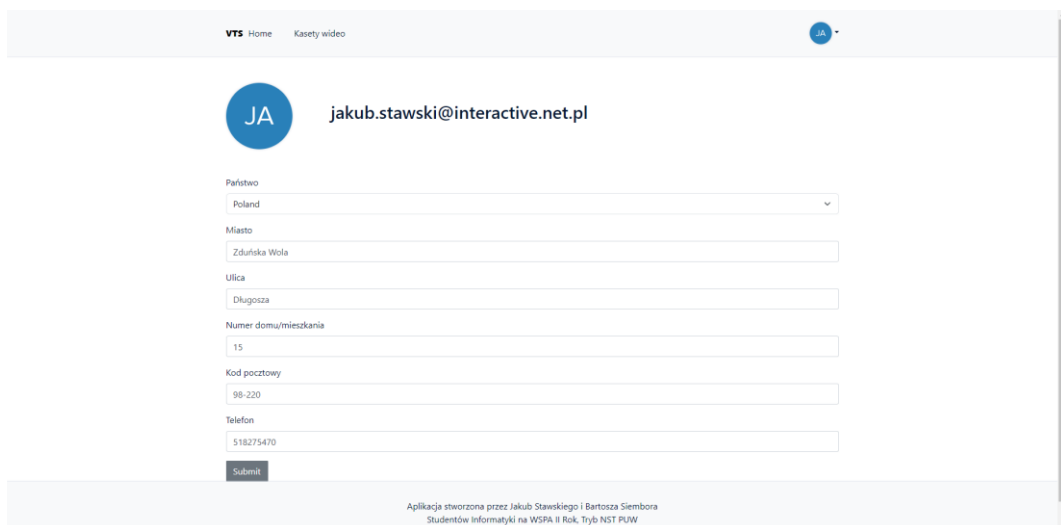 VTS Home Kasety wideo JA
JA jakub.stawski@interactive.net.pl
Państwo
Poland
Miasto
Zduńska Wola
Ulica
Długosza
Numer domu/mieszkania
15
Kod pocztowy
98-220
Telefon
518275470
Submit
Aplikacja stworzona przez Jakub Stawskiego i Bartosza Siembora
Studentów Informatyki na WSPA II Rok, Tryb NST PUW